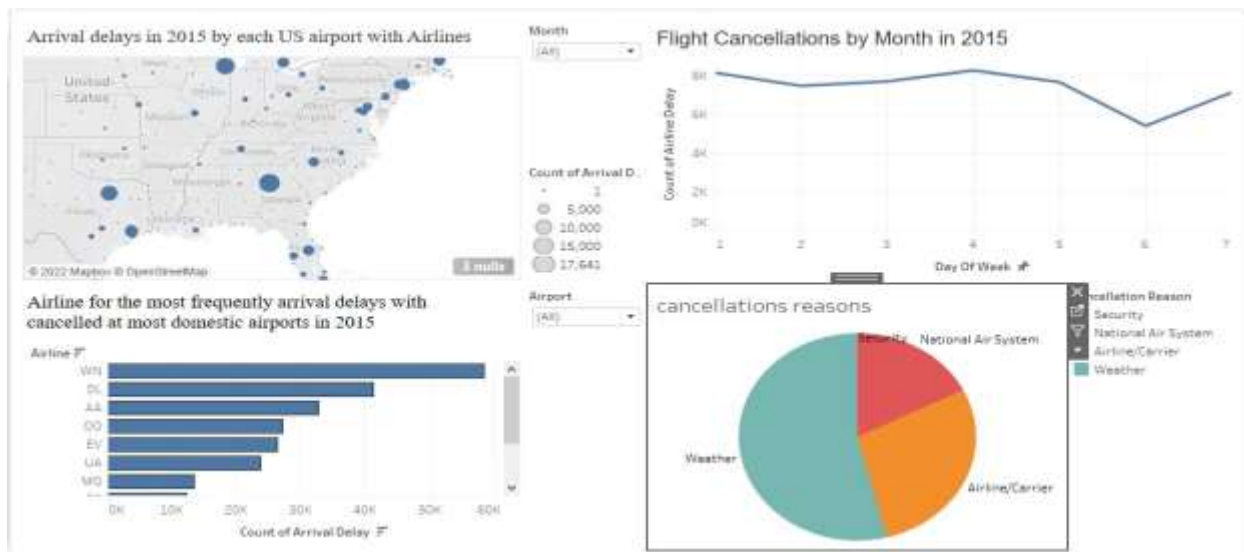 Arrival delays in 2015 by each US airport with Airlines
United
States
© 2022 Mapbox © OpenStreetMap
3 nulls
Month
(All)
Count of Arrival D..
1
5,000
10,000
15,000
17,641
Airport
(All)
Flight Cancellations by Month in 2015
Count of Airline Delay
8K
6K
4K
2K
0K
1 2 3 4 5 6 7
Day Of Week
Airline for the most frequently arrival delays with
cancelled at most domestic airports in 2015
Airline
WN
DL
AA
OO
EV
UA
MQ
0K 10K 20K 30K 40K 50K 60K
Count of Arrival Delay
cancellations reasons
Security National Air System
Weather
Airline/Carrier
ncellation Reason
Security
National Air System
Airline/Carrier
Weather